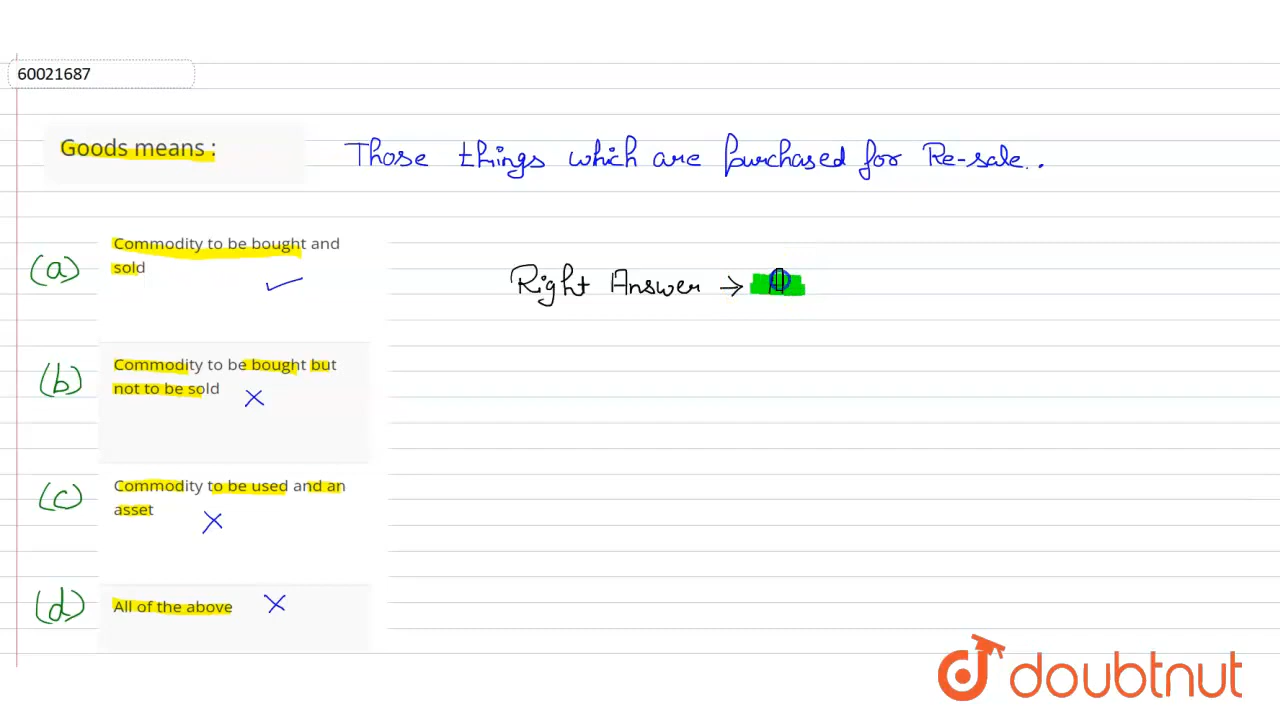 60021687
Goods means : Those things which are purchased for Re-sale..
(a) Commodity to be bought and
sold ✓
Right Answer → A
(b) Commodity to be bought but
not to be sold ×
(c) Commodity to be used and an
asset ×
(d) All of the above ×
doubtnut